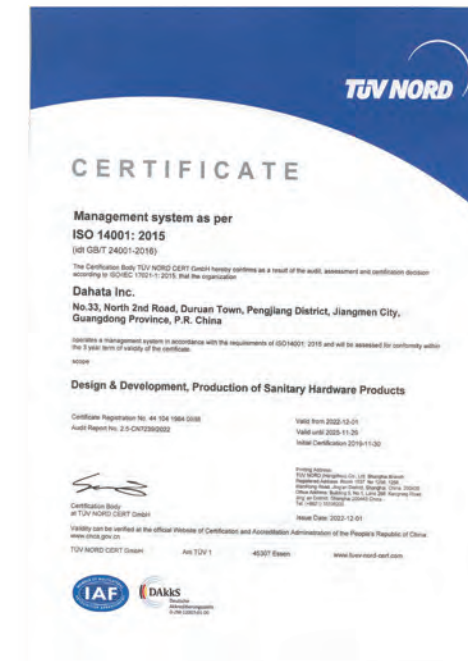 TÜV NORD
CERTIFICATE
Management system as per
ISO 14001: 2015
(idt GB/T 24001-2016)
The Certification Body TÜV NORD CERT GmbH hereby confirms as a result of the audit, assessment and certification decision
according to ISO/IEC 17021-1: 2015, that the organization
Dahata Inc.
No.33, North 2nd Road, Duruan Town, Pengjiang District, Jiangmen City,
Guangdong Province, P.R. China
operates a management system in accordance with the requirements of ISO14001: 2015 and will be assessed for conformity within
the 3 year term of validity of the certificate.
scope
Design & Development, Production of Sanitary Hardware Products
Certificate Registration No. 44 104 1984
Audit Report No. 2.5-CN7239/2022
Valid from 2022-12-01
Valid until 2025-11-29
Initial Certification 2019-11-30
Certification Body
at TÜV NORD CERT GmbH
Issue Date: 2022-12-01
Validity can be verified at the official Website of Certification and Accreditation Administration of the People's Republic of China
www.cnca.gov.cn
TÜV NORD CERT GmbH Am TÜV 1 45307 Essen www.tuev-nord-cert.com
IAF
DAkkS
Deutsche
Akkreditierungsstelle